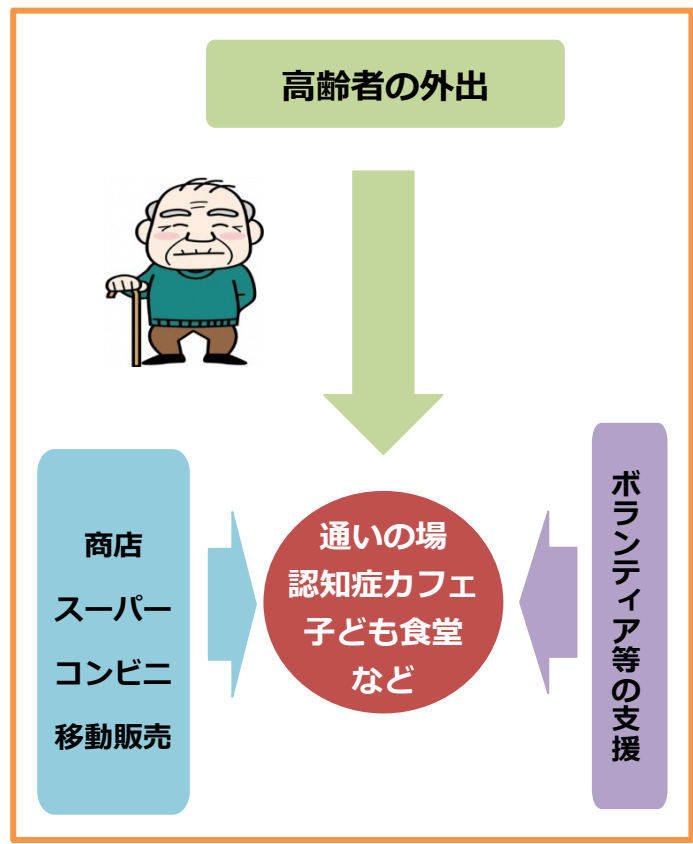 高齢者の外出
商店
スーパー
コンビニ
移動販売
通いの場
認知症カフェ
子ども食堂
など
ボランティア等の支援